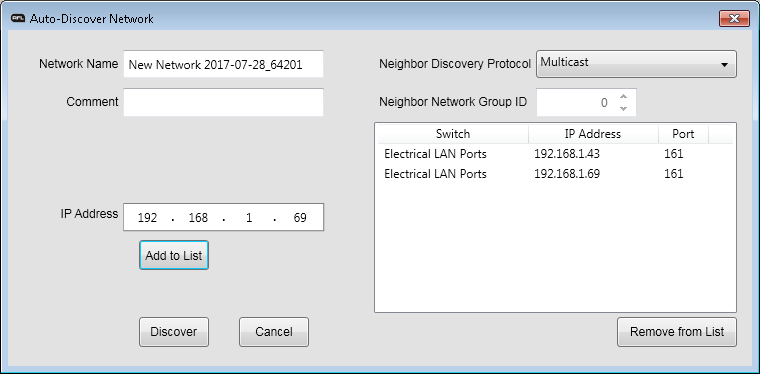 AFL Auto-Discover Network
Network Name New Network 2017-07-28_64201
Comment
IP Address 192 . 168 . 1 . 69
Add to List
Discover Cancel
Neighbor Discovery Protocol Multicast
Neighbor Network Group ID 0
Switch IP Address Port
Electrical LAN Ports 192.168.1.43 161
Electrical LAN Ports 192.168.1.69 161
Remove from List